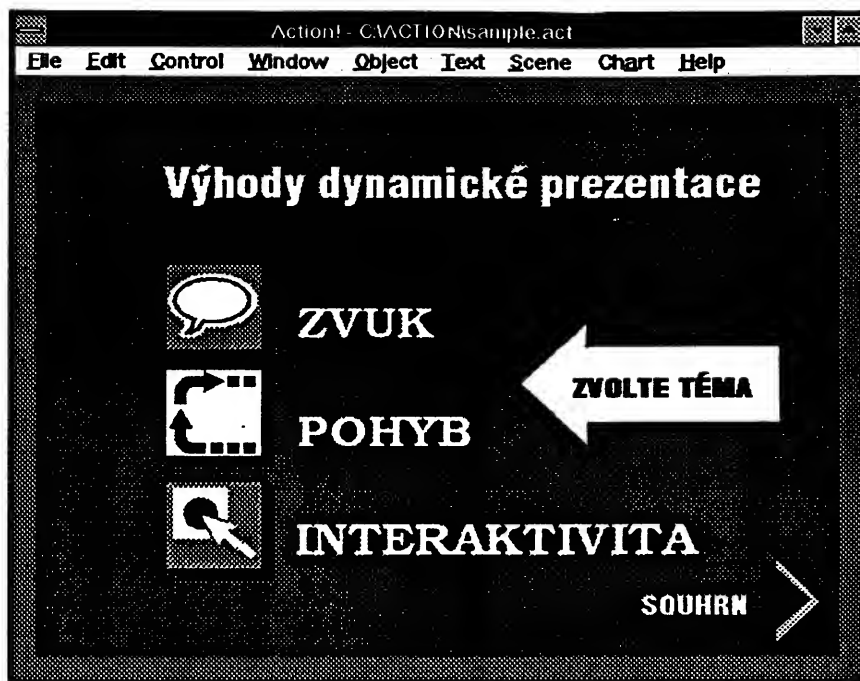 Action! - C:\ACTION\sample.act
File Edit Control Window Object Text Scene Chart Help
Výhody dynamické prezentace
ZVUK
ZVOLTE TÉMA
POHYB
INTERAKTIVITA
SOUHRN